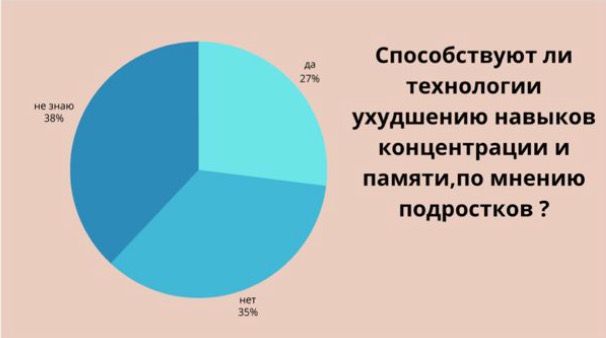 Способствуют ли
технологии
ухудшению навыков
концентрации и
памяти,по мнению
подростков ?
да
27%
не знаю
38%
нет
35%